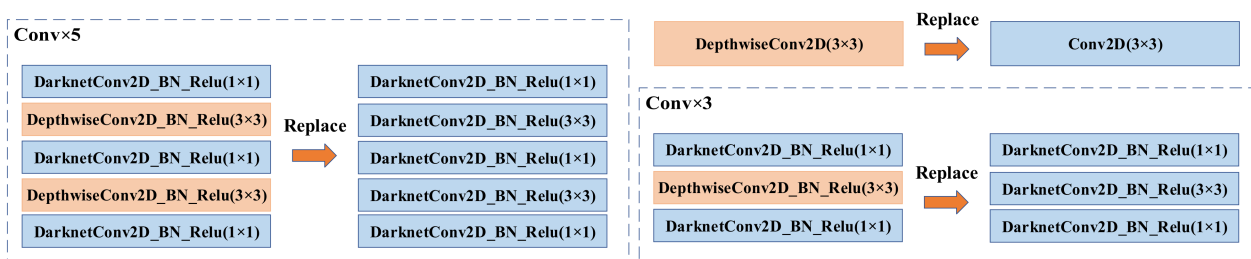 Conv×5
DarknetConv2D_BN_Relu(1×1)
DepthwiseConv2D_BN_Relu(3×3)
DarknetConv2D_BN_Relu(1×1)
DepthwiseConv2D_BN_Relu(3×3)
DarknetConv2D_BN_Relu(1×1)
Replace
DarknetConv2D_BN_Relu(1×1)
DarknetConv2D_BN_Relu(3×3)
DarknetConv2D_BN_Relu(1×1)
DarknetConv2D_BN_Relu(3×3)
DarknetConv2D_BN_Relu(1×1)
DepthwiseConv2D(3×3)
Replace
Conv2D(3×3)
Conv×3
DarknetConv2D_BN_Relu(1×1)
DepthwiseConv2D_BN_Relu(3×3)
DarknetConv2D_BN_Relu(1×1)
Replace
DarknetConv2D_BN_Relu(1×1)
DarknetConv2D_BN_Relu(3×3)
DarknetConv2D_BN_Relu(1×1)